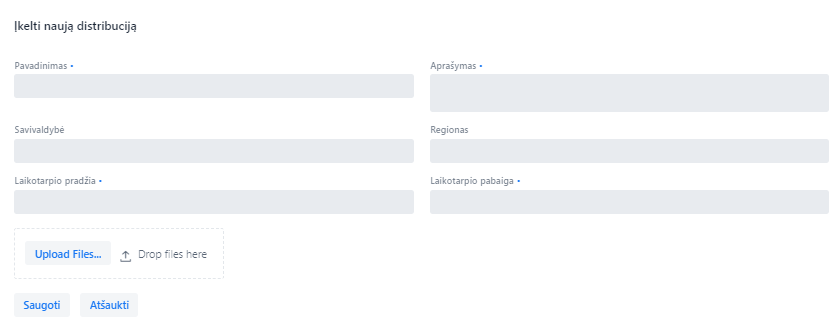 Įkelti naują distribuciją
Pavadinimas •
Aprašymas •
Savivaldybė
Regionas
Laikotarpio pradžia •
Laikotarpio pabaiga •
Upload Files... Drop files here
Saugoti Atšaukti